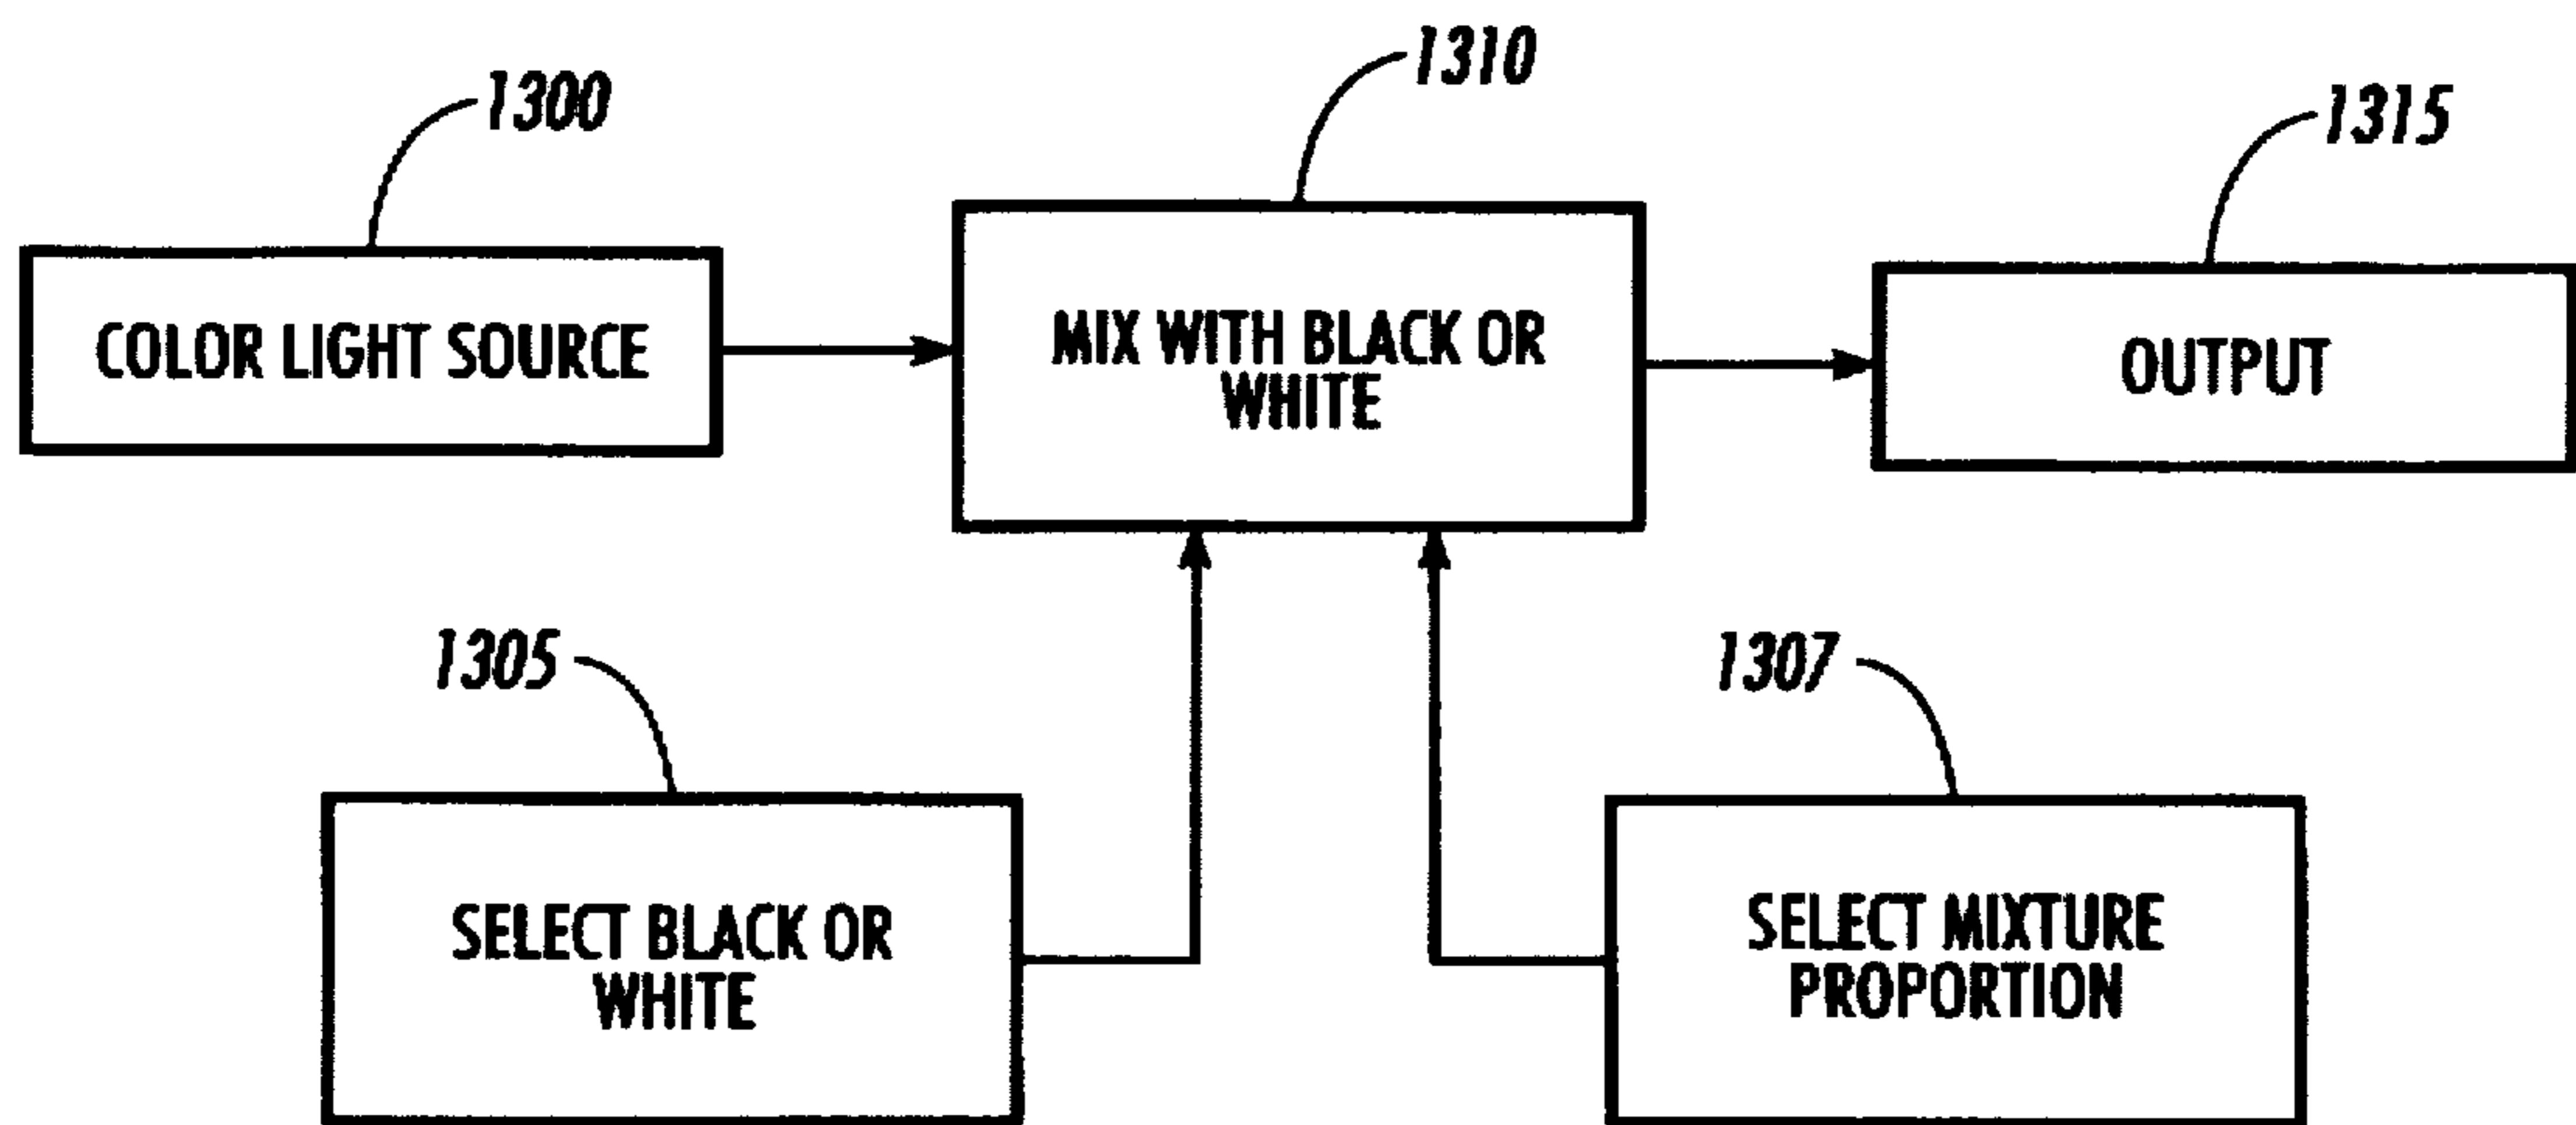 1310
1300
1315
COLOR LIGHT SOURCE
MIX WITH BLACK OR
WHITE
OUTPUT
1305
1307
SELECT BLACK OR
WHITE
SELECT MIXTURE
PROPORTION